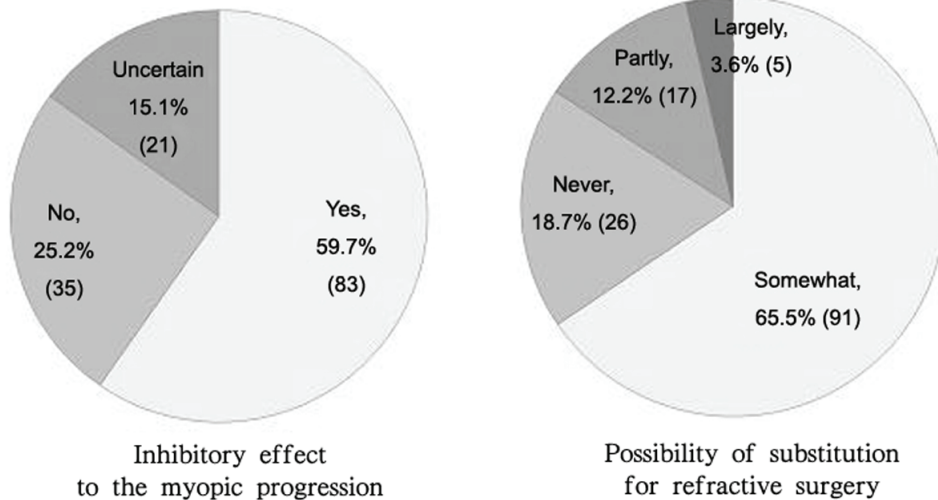 Uncertain
15.1%
(21)
No,
25.2%
(35)
Yes,
59.7%
(83)
Inhibitory effect
to the myopic progression
Largely,
3.6% (5)
Partly,
12.2% (17)
Never,
18.7% (26)
Somewhat,
65.5% (91)
Possibility of substitution
for refractive surgery